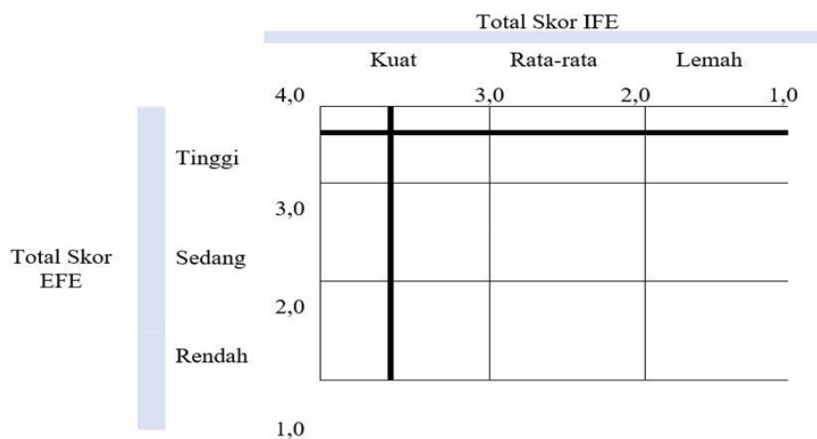 Total Skor IFE
Kuat Rata-rata Lemah
4,0 3,0 2,0 1,0
Tinggi
3,0
Total Skor
EFE
Sedang
2,0
Rendah
1,0